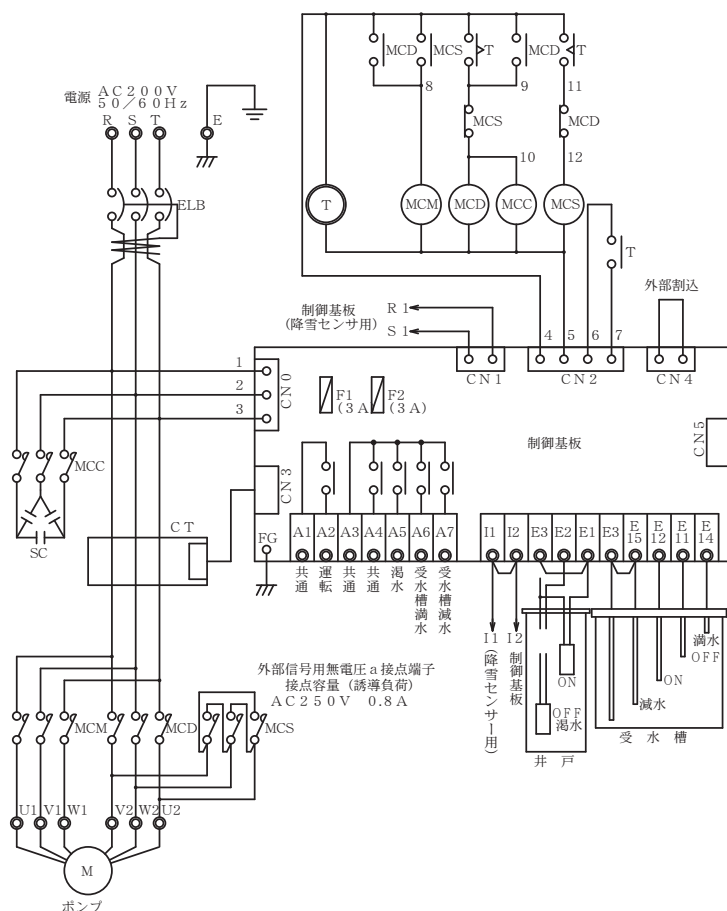 MCD
MCS
T
MCD
T
8
9
11
MCS
MCD
10
12
T
MCM
MCD
MCC
MCS
T
電源 AC200V
50/60Hz
R S T E
ELB
制御基板
(降雪センサ用)
R1
S1
外部割込
4 5 6 7
CN1
CN2
CN4
1
2
3
CN0
F1
(3A)
F2
(3A)
制御基板
CN5
MCC
SC
CT
CN3
FG
A1 A2 A3 A4 A5 A6 A7
I1 I2 E3 E2 E1 E3 E15 E12 E11 E14
共通
運転
共通
共通
渇水
受水槽満水
受水槽減水
I1 I2
(降雪センサー用)
制御基板
ON
OFF
渇水
井戸
満水
OFF
ON
減水
受水槽
外部信号用無電圧a接点端子
接点容量(誘導負荷)
AC250V 0.8A
MCM
MCD
MCS
U1 V1 W1 V2 W2 U2
M
ポンプ